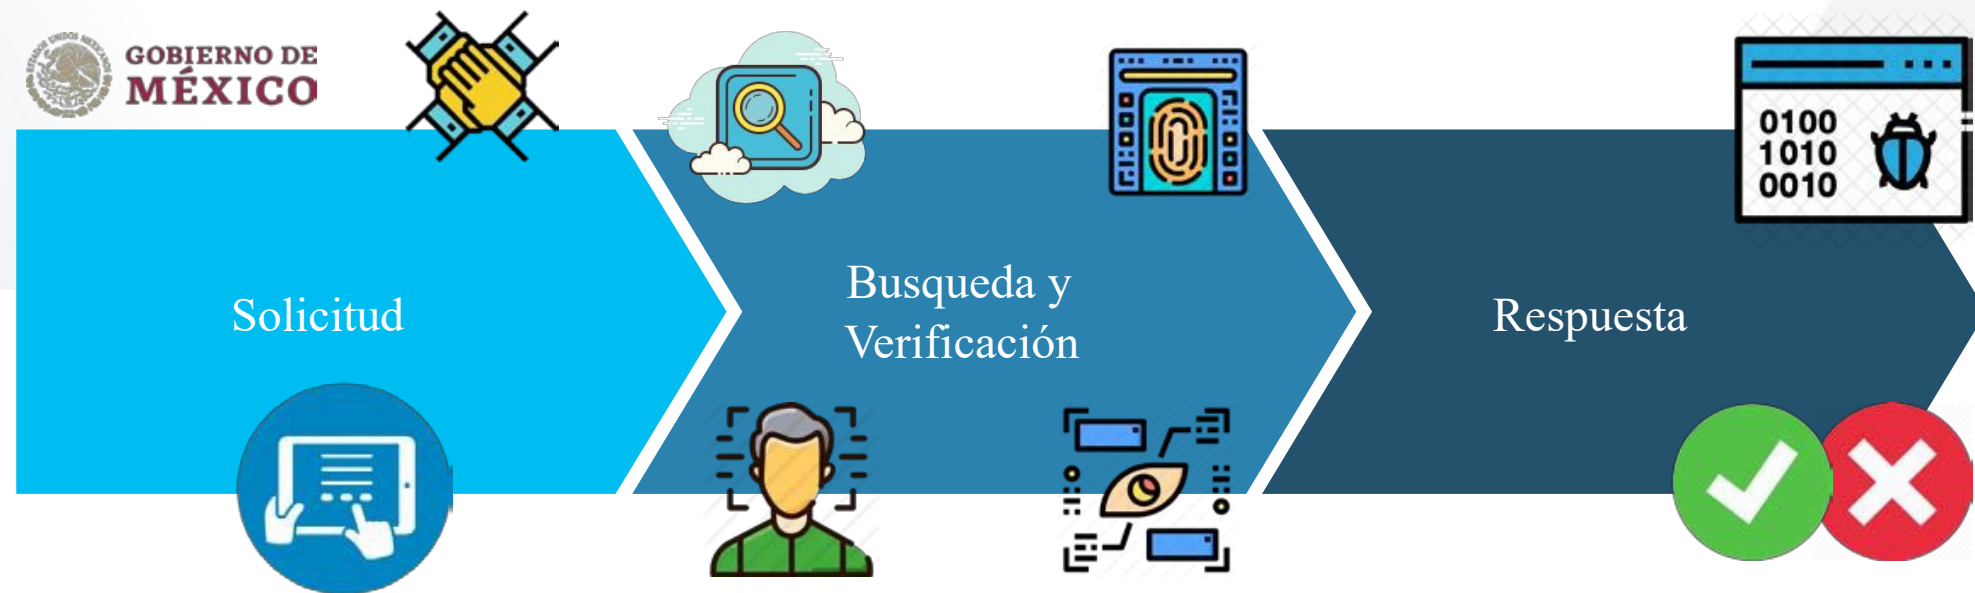 GOBIERNO DE
MÉXICO
Solicitud
Busqueda y
Verificación
Respuesta
0100
1010
0010